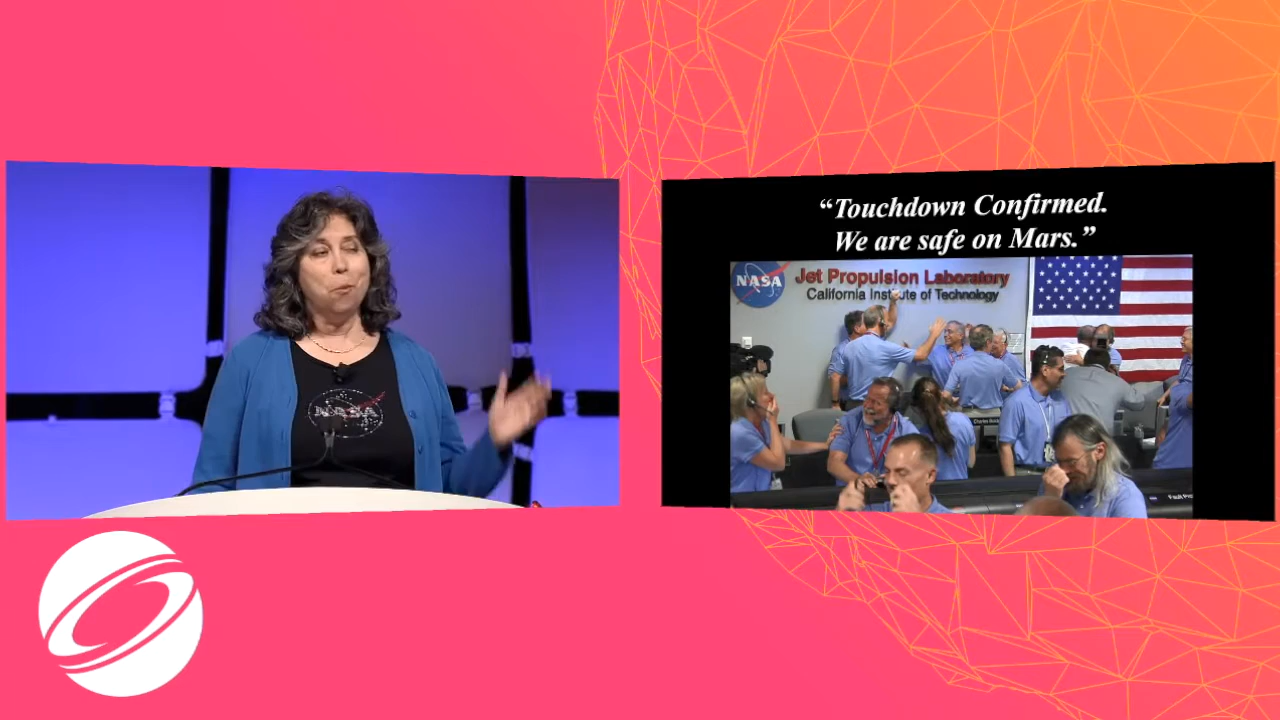 “Touchdown Confirmed.
We are safe on Mars.”
NASA
Jet Propulsion Laboratory
California Institute of Technology
NASA